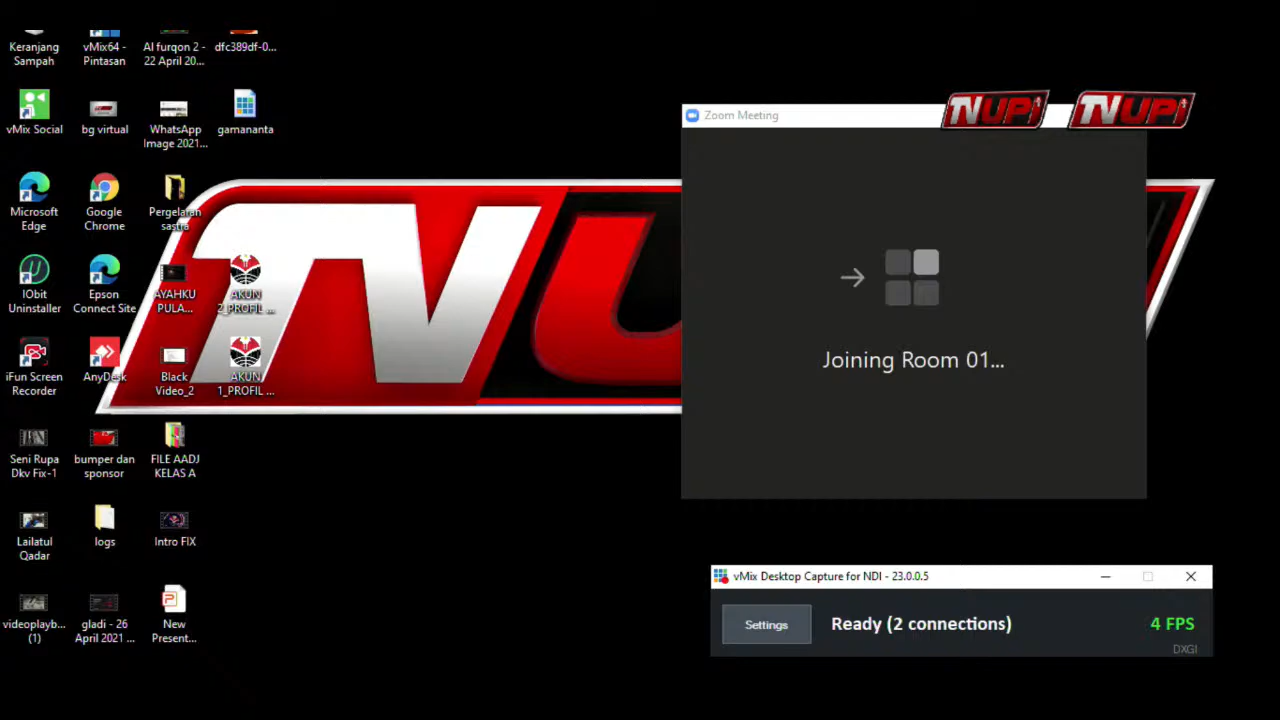 Keranjang
Sampah
vMix64 -
Pintasan
Al furqon 2 -
22 April 20...
dfc389df-0...
vMix Social
bg virtual
WhatsApp
Image 2021...
gamananta
Microsoft
Edge
Google
Chrome
Pergelaran
sastra
IObit
Uninstaller
Epson
Connect Site
AYAHKU
PULA...
AKUN
2_PROFIL ...
iFun Screen
Recorder
AnyDesk
Black
Video_2
AKUN
1_PROFIL ...
Seni Rupa
Dkv Fix-1
bumper dan
sponsor
FILE AADJ
KELAS A
Lailatul
Qadar
logs
Intro FIX
videoplayb...
(1)
gladi - 26
April 2021 ...
New
Present...
TVU
Zoom Meeting
TVUPI
TVUPI
Joining Room 01...
vMix Desktop Capture for NDI - 23.0.0.5
Settings
Ready (2 connections)
4 FPS
DXGI